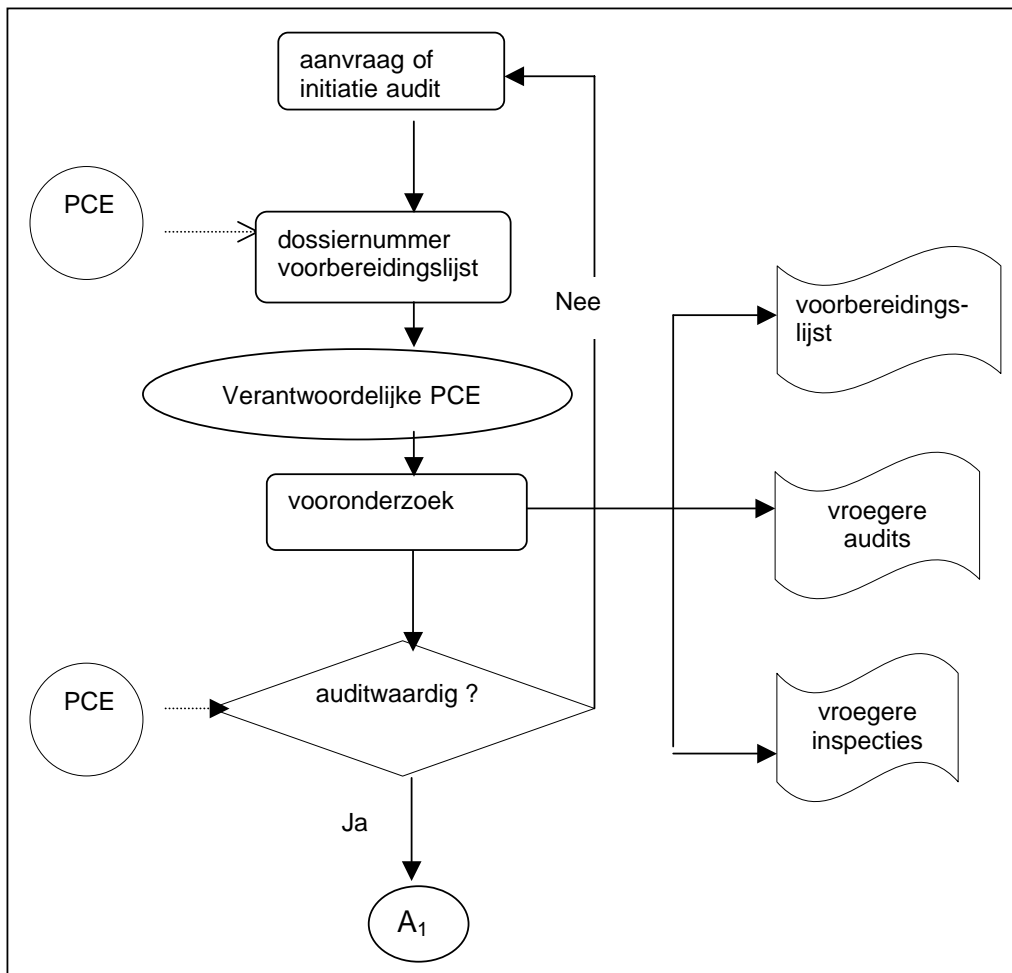 aanvraag of
initiatie audit
PCE
dossiernummer
voorbereidingslijst
Nee
voorbereidings-
lijst
Verantwoordelijke PCE
vooronderzoek
vroegere
audits
PCE
auditwaardig ?
vroegere
inspecties
Ja
A₁